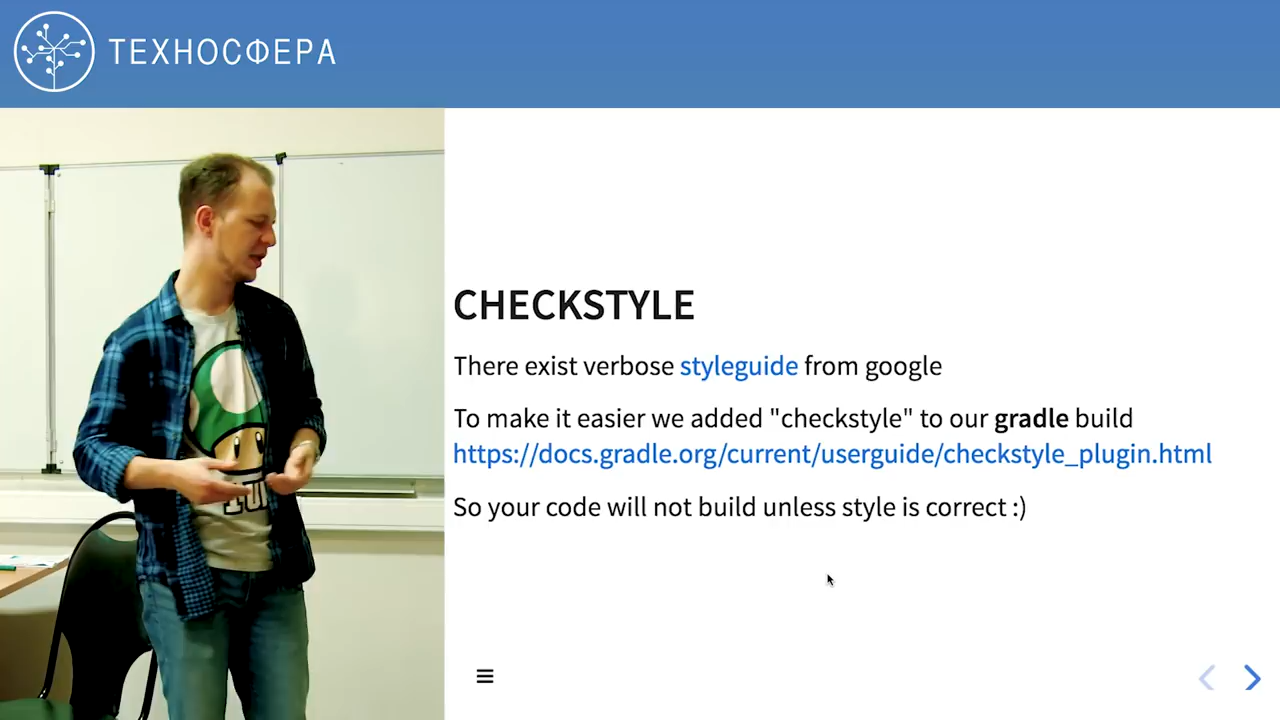 ТЕХНОСФЕРА
CHECKSTYLE
There exist verbose styleguide from google
To make it easier we added "checkstyle" to our gradle build
https://docs.gradle.org/current/userguide/checkstyle_plugin.html
So your code will not build unless style is correct :)